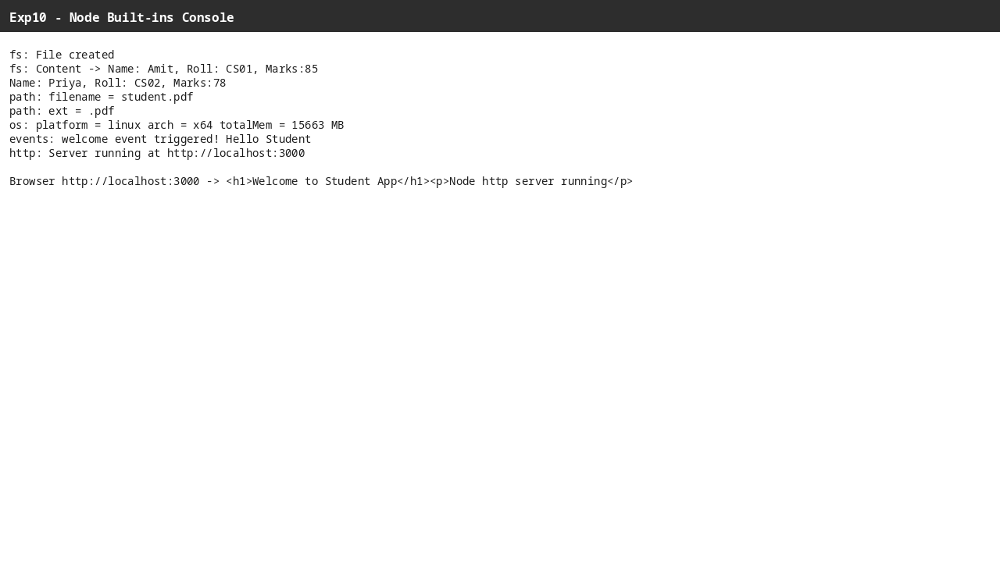 Exp10 - Node Built-ins Console
fs: File created
fs: Content -> Name: Amit, Roll: CS01, Marks:85
Name: Priya, Roll: CS02, Marks:78
path: filename = student.pdf
path: ext = .pdf
os: platform = linux arch = x64 totalMem = 15663 MB
events: welcome event triggered! Hello Student
http: Server running at http://localhost:3000
Browser http://localhost:3000 -> <h1>Welcome to Student App</h1><p>Node http server running</p>